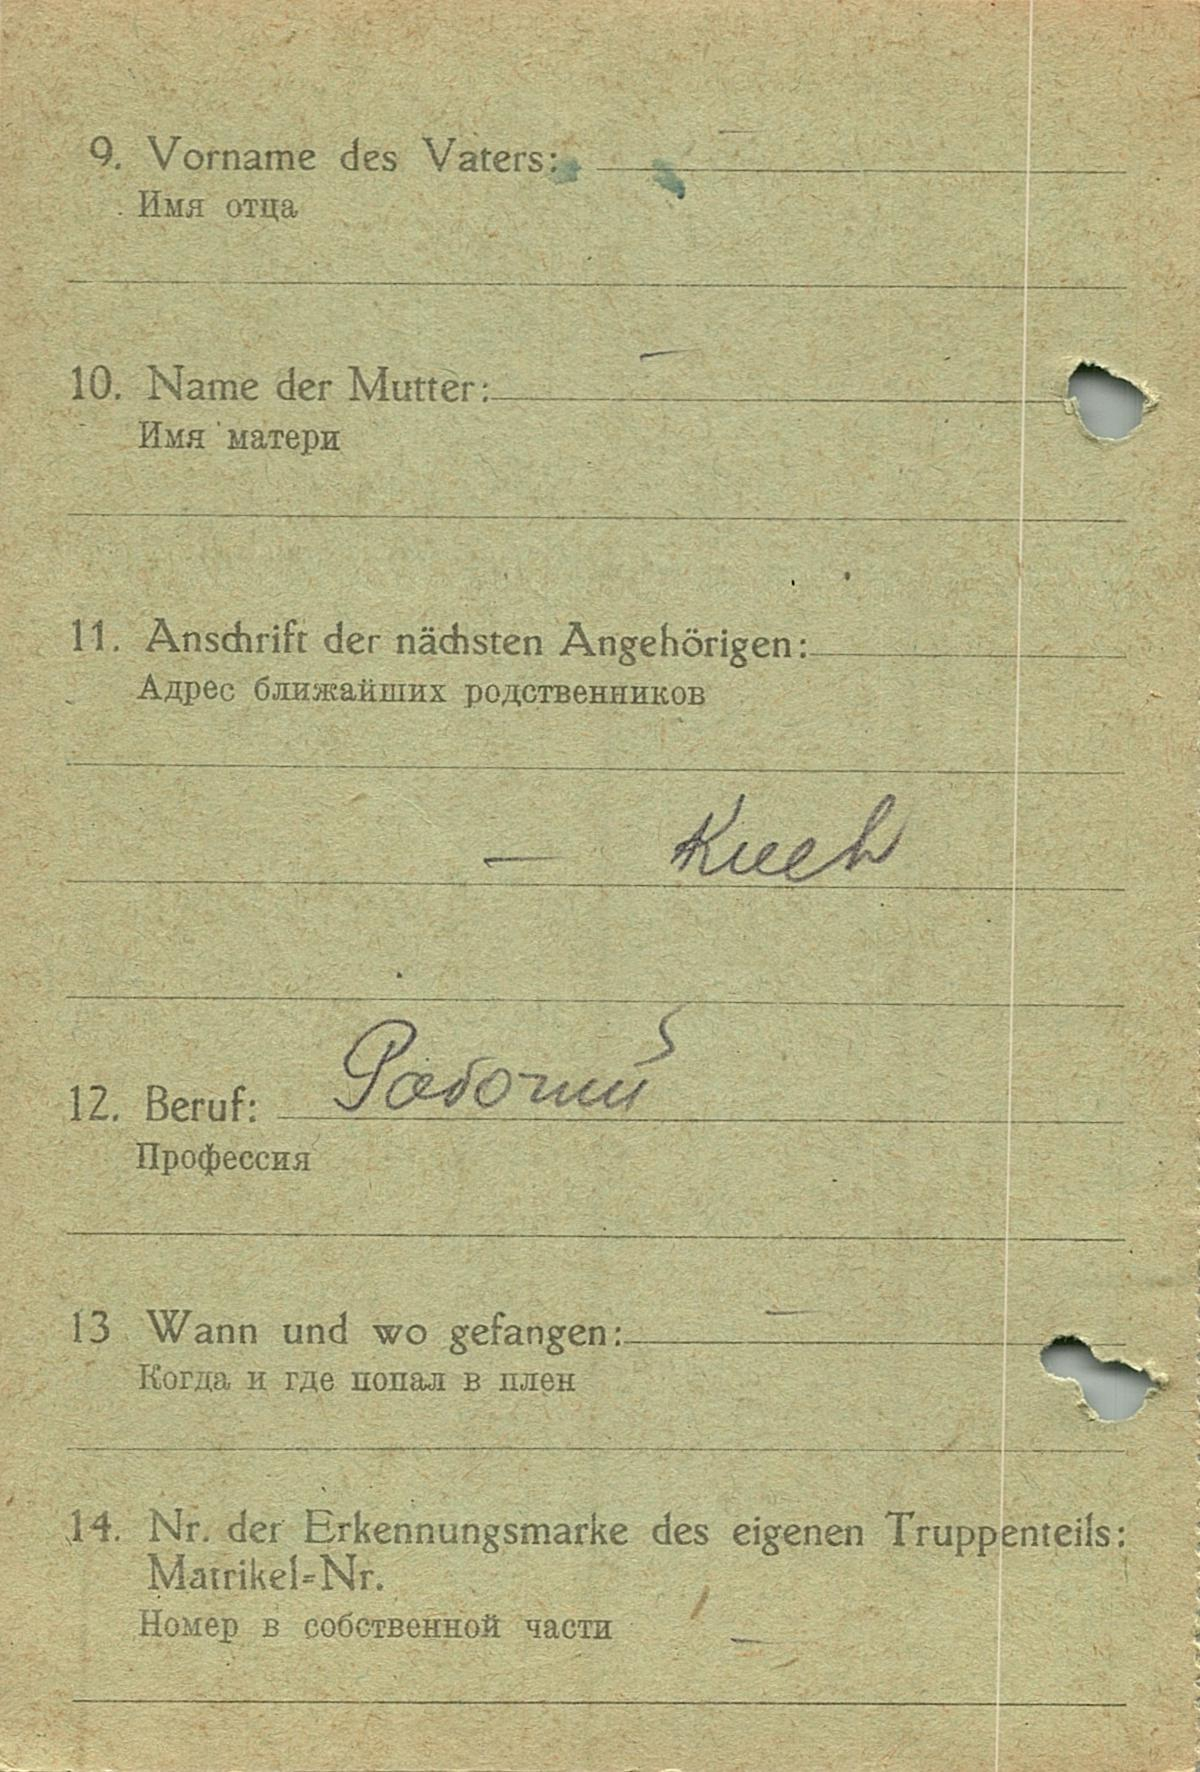 9. Vorname des Vaters: —
Имя отца
10. Name der Mutter: —
Имя матери
11. Anschrift der nächsten Angehörigen:
Адрес ближайших родственников
— Киев
12. Beruf: Рабочий
Профессия
13 Wann und wo gefangen: —
Когда и где попал в плен
14. Nr. der Erkennungsmarke des eigenen Truppenteils:
Matrikel=Nr.
Номер в собственной части —